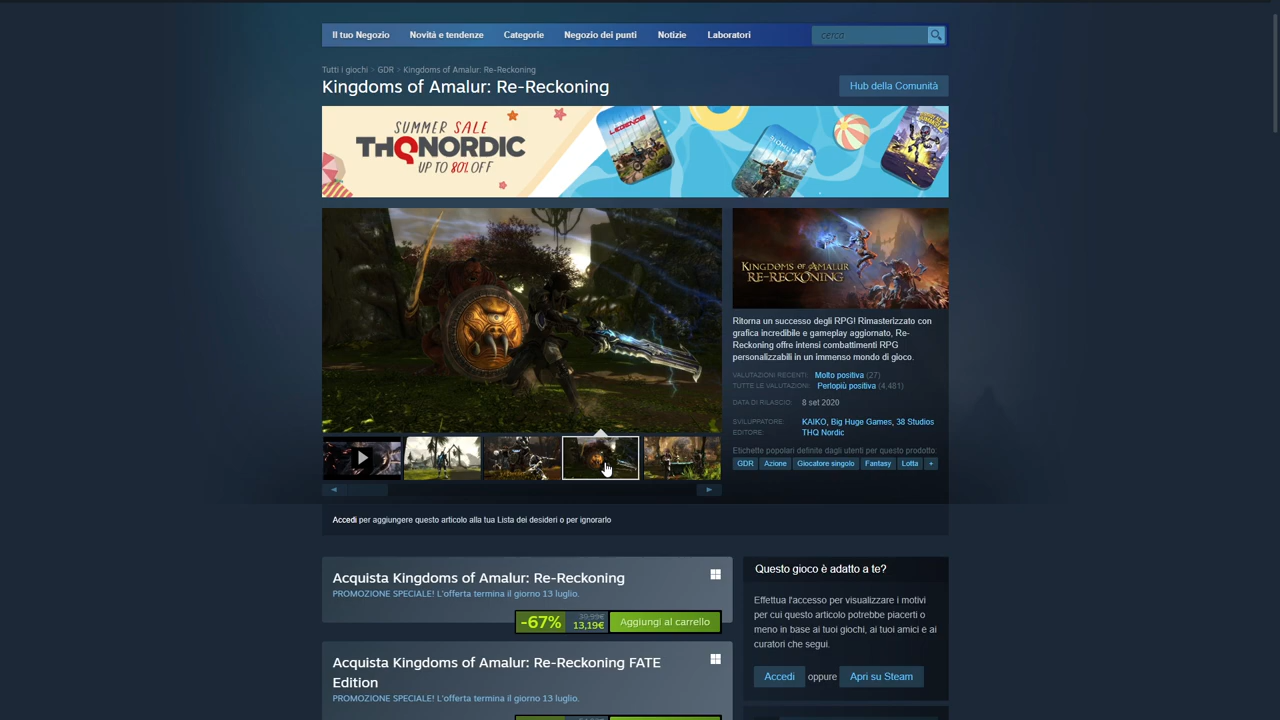 Il tuo Negozio Novità e tendenze Categorie Negozio dei punti Notizie Laboratori cerca
Tutti i giochi > GDR > Kingdoms of Amalur: Re-Reckoning
Kingdoms of Amalur: Re-Reckoning
Hub della Comunità
SUMMER SALE
THQNORDIC
UP TO 80% OFF
LEGENDS
BIOMUTANT
KINGDOMS OF AMALUR
RE-RECKONING
Ritorna un successo degli RPG! Rimasterizzato con
grafica incredibile e gameplay aggiornato, Re-
Reckoning offre intensi combattimenti RPG
personalizzabili in un immenso mondo di gioco.
VALUTAZIONI RECENTI: Molto positiva (27)
TUTTE LE VALUTAZIONI: Perlopiù positiva (4,481)
DATA DI RILASCIO: 8 set 2020
SVILUPPATORE: KAIKO, Big Huge Games, 38 Studios
EDITORE: THQ Nordic
Etichette popolari definite dagli utenti per questo prodotto:
GDR Azione Giocatore singolo Fantasy Lotta +
Accedi per aggiungere questo articolo alla tua Lista dei desideri o per ignorarlo
Acquista Kingdoms of Amalur: Re-Reckoning
PROMOZIONE SPECIALE! L'offerta termina il giorno 13 luglio.
-67% 39,99€ 13,19€ Aggiungi al carrello
Acquista Kingdoms of Amalur: Re-Reckoning FATE
Edition
PROMOZIONE SPECIALE! L'offerta termina il giorno 13 luglio.
Questo gioco è adatto a te?
Effettua l'accesso per visualizzare i motivi
per cui questo articolo potrebbe piacerti o
meno in base ai tuoi giochi, ai tuoi amici e ai
curatori che segui.
Accedi oppure Apri su Steam